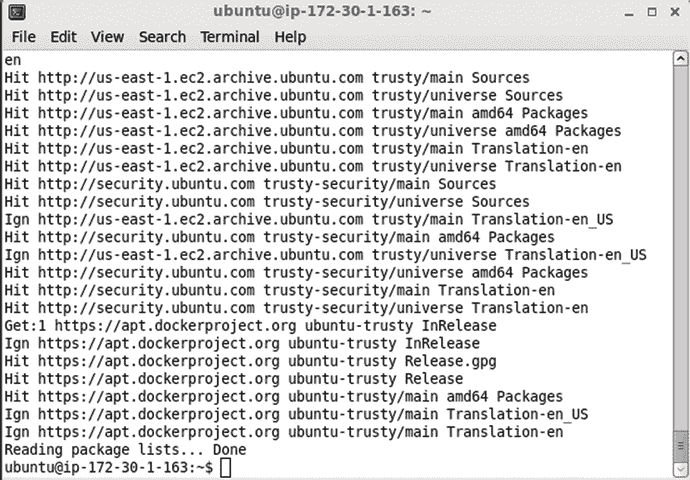 ubuntu@ip-172-30-1-163: ~
File Edit View Search Terminal Help
en
Hit http://us-east-1.ec2.archive.ubuntu.com trusty/main Sources
Hit http://us-east-1.ec2.archive.ubuntu.com trusty/universe Sources
Hit http://us-east-1.ec2.archive.ubuntu.com trusty/main amd64 Packages
Hit http://us-east-1.ec2.archive.ubuntu.com trusty/universe amd64 Packages
Hit http://us-east-1.ec2.archive.ubuntu.com trusty/main Translation-en
Hit http://us-east-1.ec2.archive.ubuntu.com trusty/universe Translation-en
Hit http://security.ubuntu.com trusty-security/main Sources
Hit http://security.ubuntu.com trusty-security/universe Sources
Ign http://us-east-1.ec2.archive.ubuntu.com trusty/main Translation-en_US
Hit http://security.ubuntu.com trusty-security/main amd64 Packages
Ign http://us-east-1.ec2.archive.ubuntu.com trusty/universe Translation-en_US
Hit http://security.ubuntu.com trusty-security/universe amd64 Packages
Hit http://security.ubuntu.com trusty-security/main Translation-en
Hit http://security.ubuntu.com trusty-security/universe Translation-en
Get:1 https://apt.dockerproject.org ubuntu-trusty InRelease
Ign https://apt.dockerproject.org ubuntu-trusty InRelease
Hit https://apt.dockerproject.org ubuntu-trusty Release.gpg
Hit https://apt.dockerproject.org ubuntu-trusty Release
Hit https://apt.dockerproject.org ubuntu-trusty/main amd64 Packages
Ign https://apt.dockerproject.org ubuntu-trusty/main Translation-en_US
Ign https://apt.dockerproject.org ubuntu-trusty/main Translation-en
Reading package lists... Done
ubuntu@ip-172-30-1-163:~$